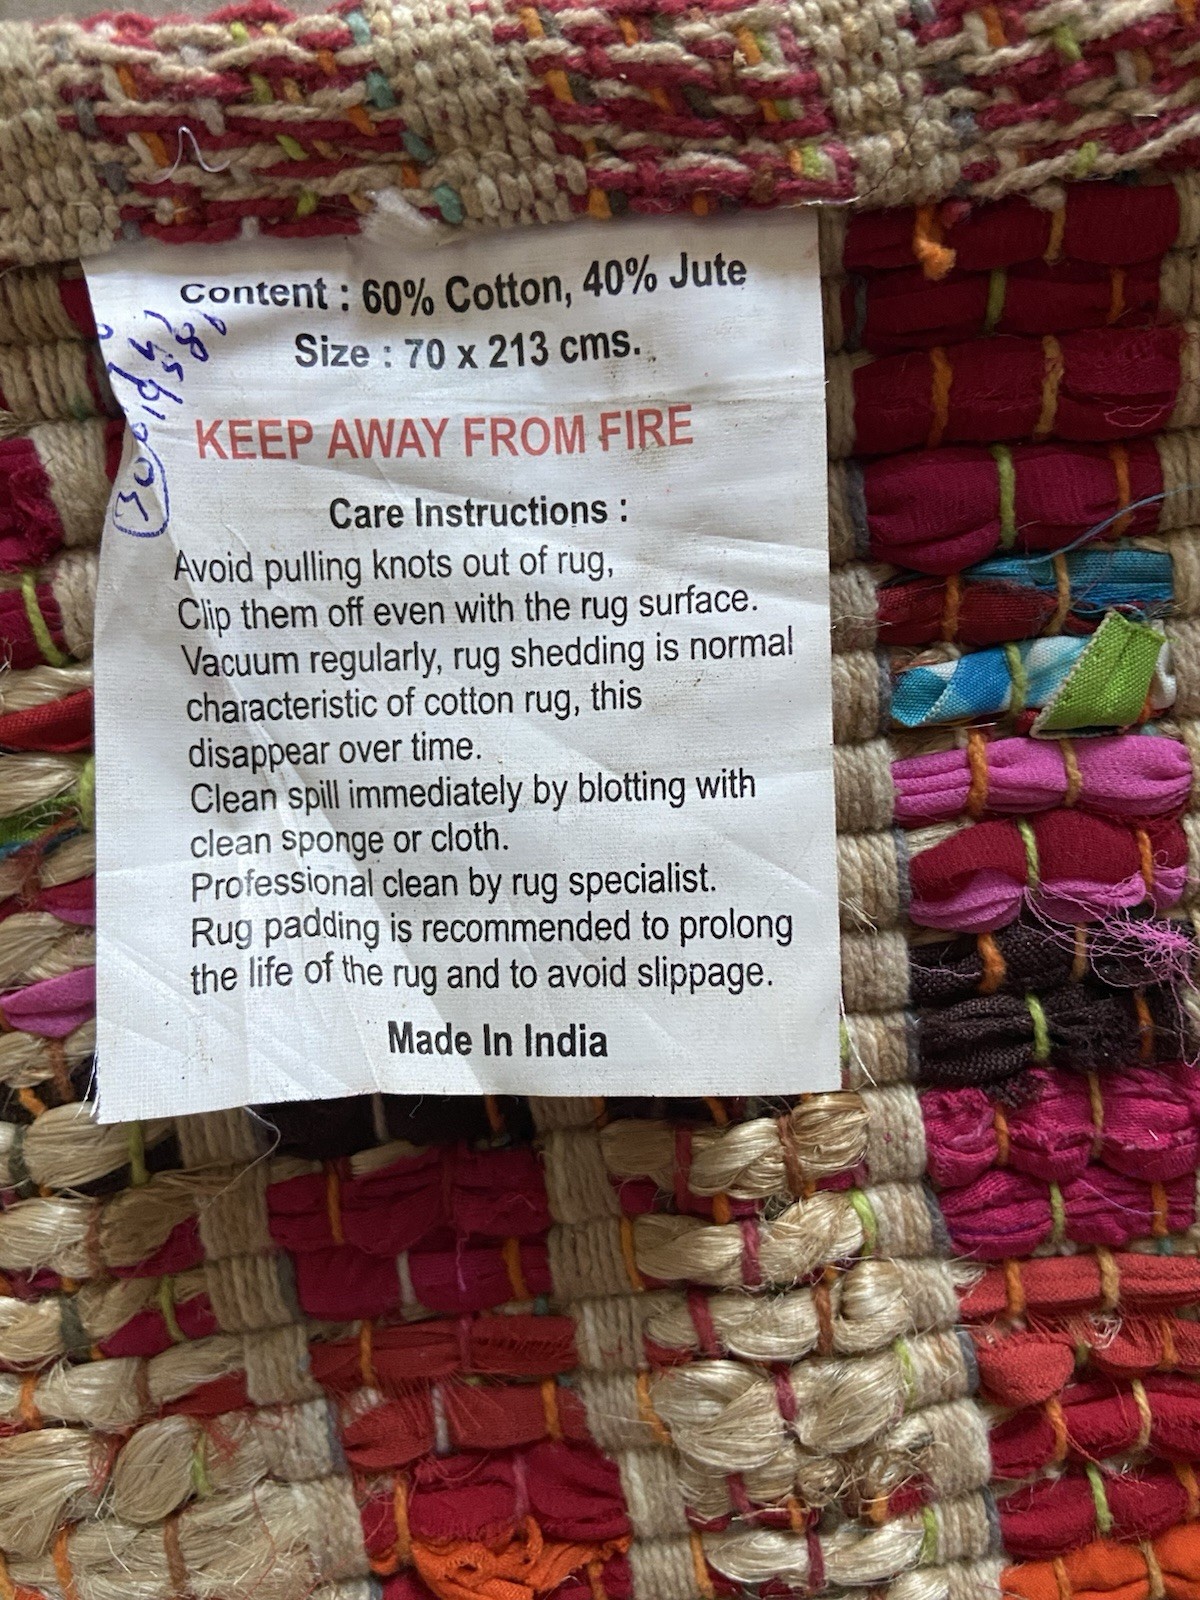 Content : 60% Cotton, 40% Jute
Size : 70 x 213 cms.
KEEP AWAY FROM FIRE
Care Instructions :
Avoid pulling knots out of rug,
Clip them off even with the rug surface.
Vacuum regularly, rug shedding is normal
characteristic of cotton rug, this
disappear over time.
Clean spill immediately by blotting with
clean sponge or cloth.
Professional clean by rug specialist.
Rug padding is recommended to prolong
the life of the rug and to avoid slippage.
Made In India